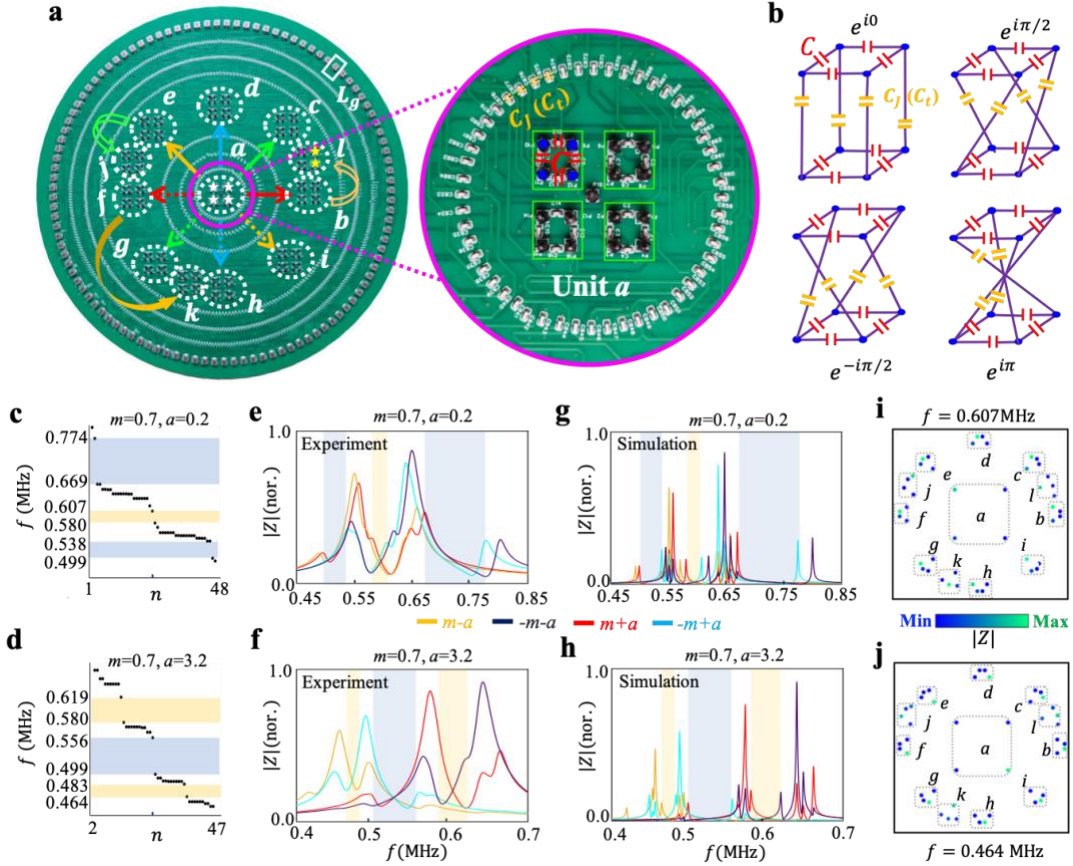 a
e
d
c
L_g
j
a
l
f
b
g
i
k
h
C_J (C_t)
C
Unit a
b
e^{i0}
e^{iπ/2}
C
C_J (C_t)
e^{-iπ/2}
e^{iπ}
c
m=0.7, a=0.2
f (MHz)
0.774
0.669
0.607
0.580
0.538
0.499
1
n
48
e
m=0.7, a=0.2
Experiment
|Z|(nor.)
1.0
0.0
0.45
0.55
0.65
0.75
0.85
g
m=0.7, a=0.2
Simulation
|Z|(nor.)
1.0
0.0
0.45
0.55
0.65
0.75
0.85
m-a
-m-a
m+a
-m+a
i
f = 0.607MHz
d
e
c
j
l
f
a
b
g
i
k
h
Min
Max
|Z|
d
m=0.7, a=3.2
f (MHz)
0.619
0.580
0.556
0.499
0.483
0.464
2
n
47
f
m=0.7, a=3.2
Experiment
|Z|(nor.)
1.0
0.0
0.4
0.5
0.6
0.7
f(MHz)
h
m=0.7, a=3.2
Simulation
|Z|(nor.)
1.0
0.0
0.4
0.5
0.6
0.7
f(MHz)
j
d
e
c
j
l
f
a
b
g
i
k
h
f = 0.464 MHz